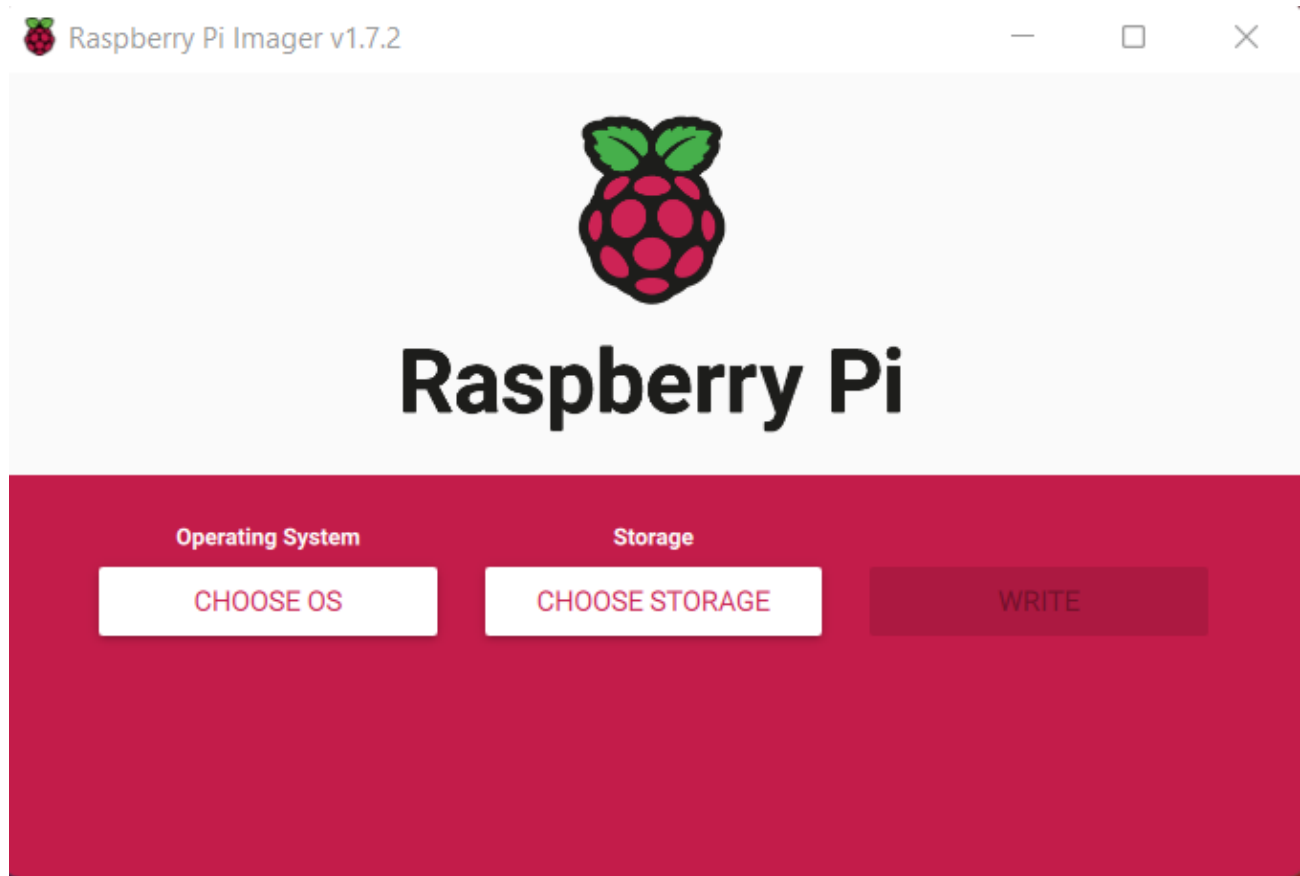 Raspberry Pi Imager v1.7.2
Raspberry Pi
Operating System
Storage
CHOOSE OS
CHOOSE STORAGE
WRITE